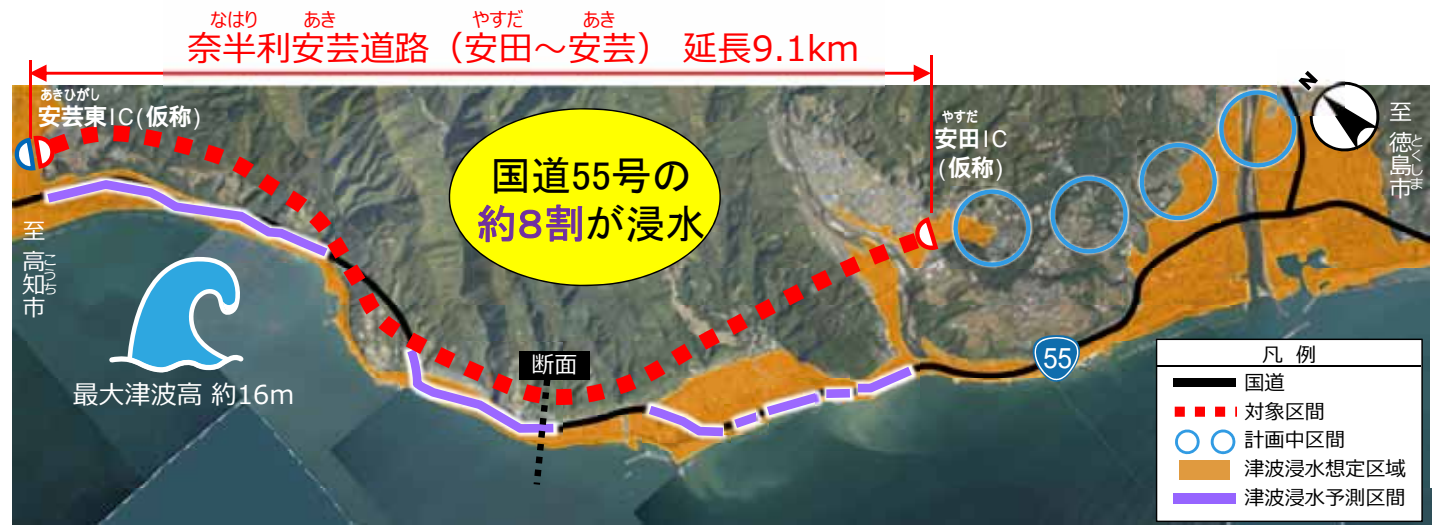 なはり あき やすだ あき
奈半利安芸道路（安田～安芸） 延長9.1km
あきひがし
安芸東IC(仮称)
やすだ
安田IC
(仮称)
N
至徳島市
とくしま
国道55号の
約8割が浸水
至高知市
こうち
最大津波高 約16m
断面
55
凡 例
国道
対象区間
計画中区間
津波浸水想定区域
津波浸水予測区間